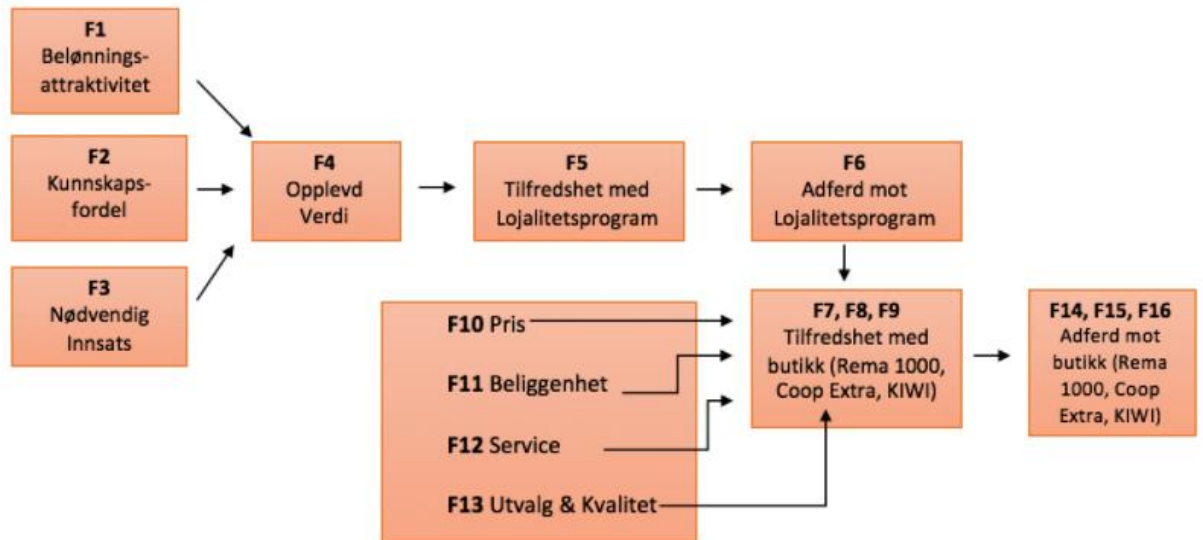 F1
Belønnings-
attraktivitet
F2
Kunnskaps-
fordel
F3
Nødvendig
Innsats
F4
Opplevd
Verdi
F5
Tilfredshet med
Lojalitetsprogram
F6
Adferd mot
Lojalitetsprogram
F10 Pris
F11 Beliggenhet
F12 Service
F13 Utvalg & Kvalitet
F7, F8, F9
Tilfredshet med
butikk (Rema 1000,
Coop Extra, KIWI)
F14, F15, F16
Adferd mot
butikk (Rema
1000, Coop
Extra, KIWI)